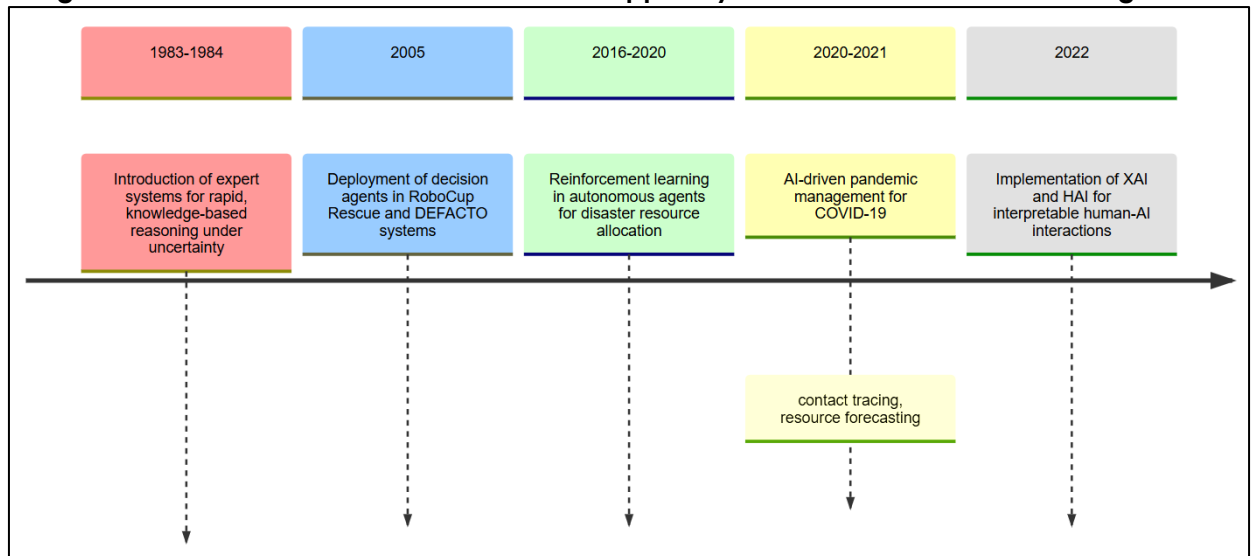 1983-1984
2005
2016-2020
2020-2021
2022
Introduction of expert
systems for rapid,
knowledge-based
reasoning under
uncertainty
Deployment of decision
agents in RoboCup
Rescue and DEFACTO
systems
Reinforcement learning
in autonomous agents
for disaster resource
allocation
AI-driven pandemic
management for
COVID-19
Implementation of XAI
and HAI for
interpretable human-AI
interactions
contact tracing,
resource forecasting